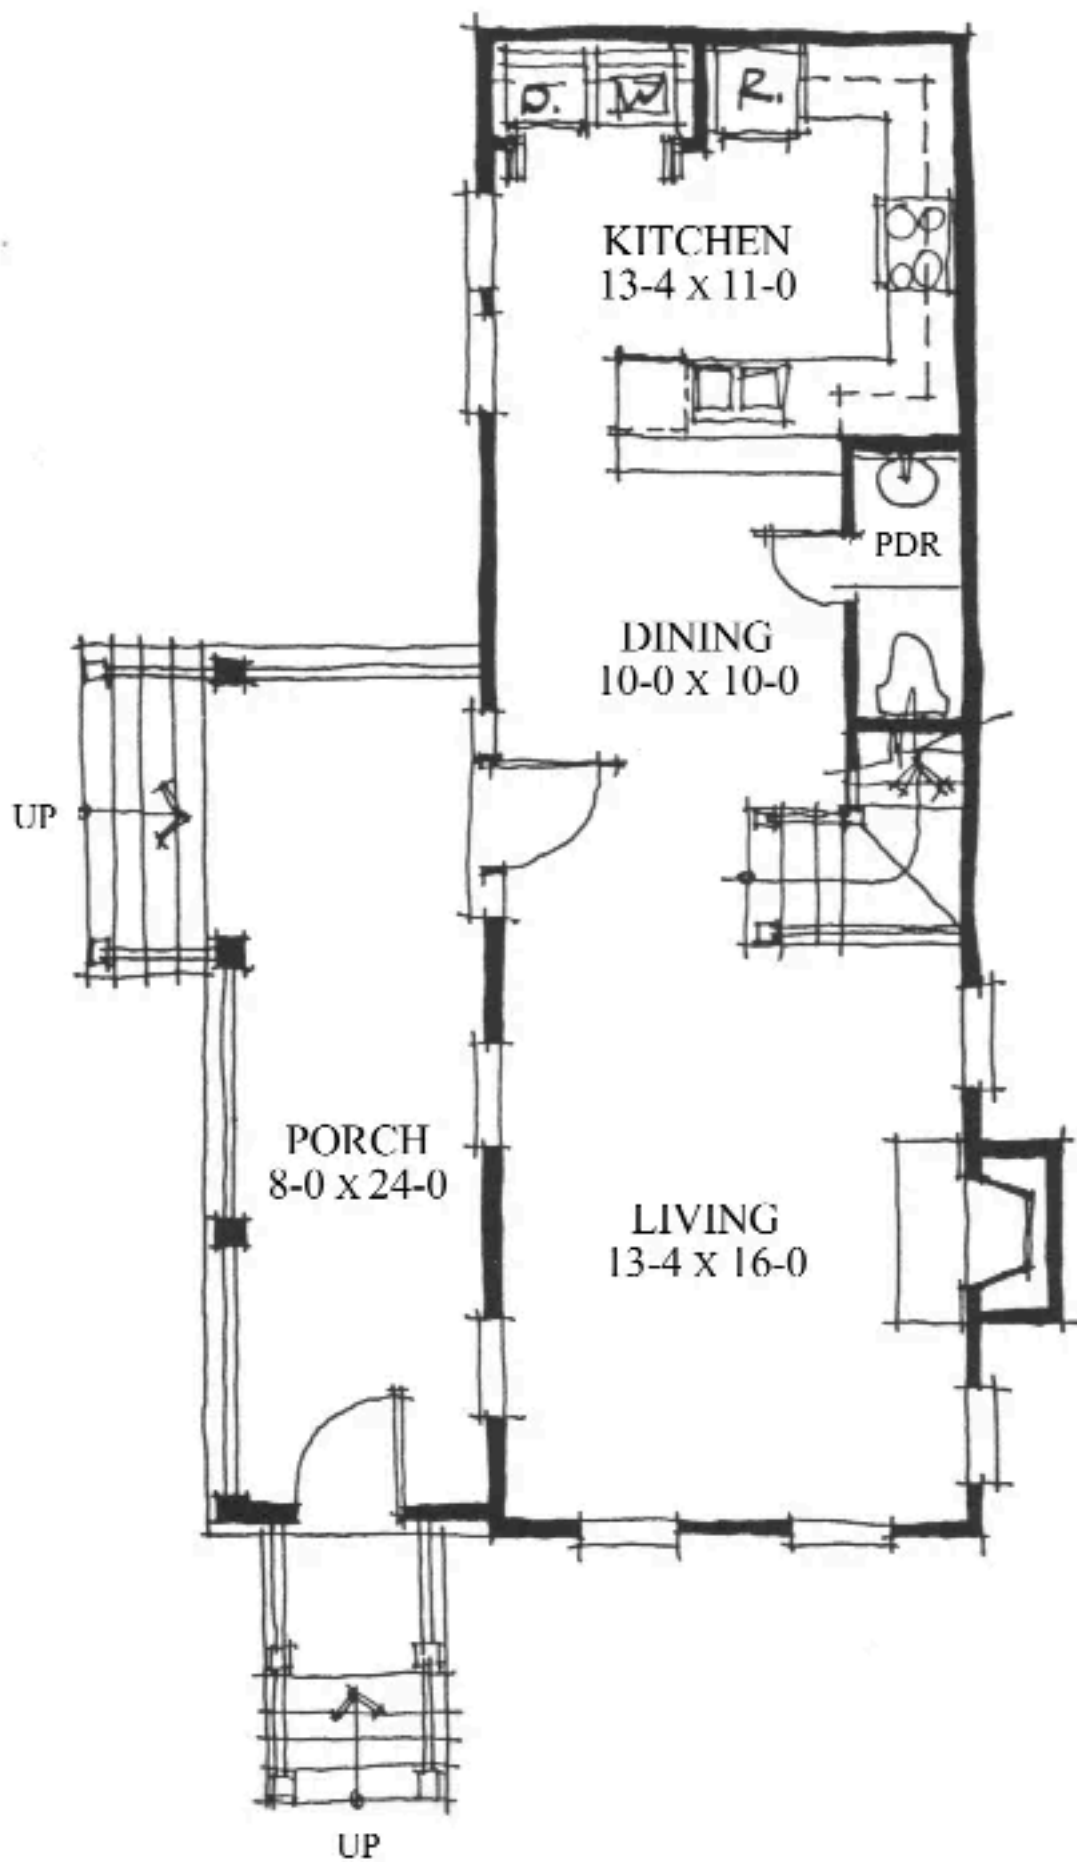 D.
W
R.
KITCHEN
13-4 X 11-0
PDR
DINING
10-0 X 10-0
UP
PORCH
8-0 X 24-0
LIVING
13-4 X 16-0
UP